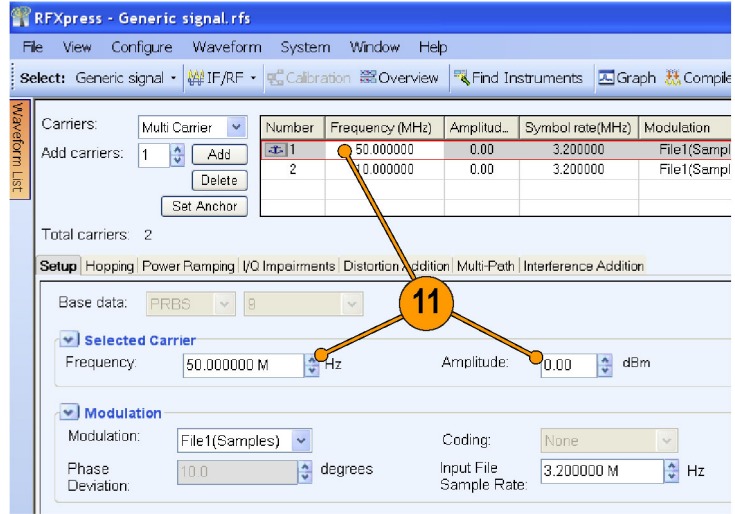 RFXpress - Generic signal.rfs
File View Configure Waveform System Window Help
Select: Generic signal IF/RF Calibration Overview Find Instruments Graph Compile
Waveform List
Carriers: Multi Carrier
Add carriers: 1 Add
Delete
Set Anchor
Total carriers: 2
Number Frequency (MHz) Amplitud... Symbol rate(MHz) Modulation
1 50.000000 0.00 3.200000 File1(Sampl
2 10.000000 0.00 3.200000 File1(Sampl
Setup Hopping Power Ramping I/Q Impairments Distortion Addition Multi-Path Interference Addition
Base data: PRBS 9
11
Selected Carrier
Frequency: 50.000000 M Hz Amplitude: 0.00 dBm
Modulation
Modulation: File1(Samples) Coding: None
Phase Deviation: 10.0 degrees Input File Sample Rate: 3.200000 M Hz